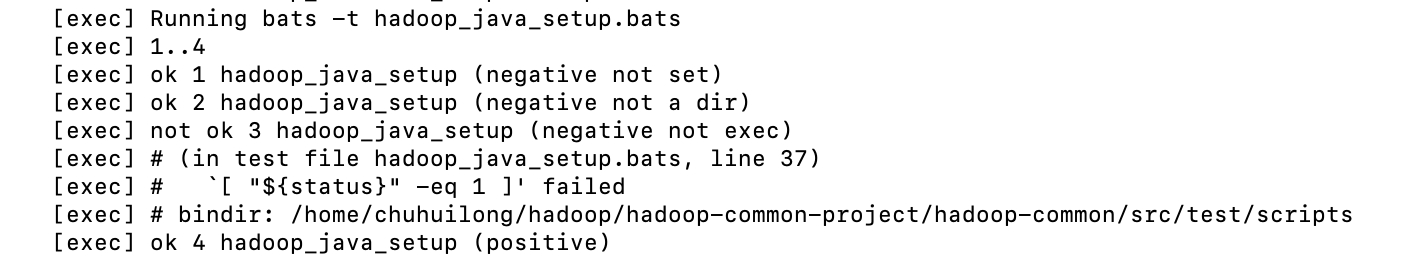 [exec] Running bats -t hadoop_java_setup.bats
[exec] 1..4
[exec] ok 1 hadoop_java_setup (negative not set)
[exec] ok 2 hadoop_java_setup (negative not a dir)
[exec] not ok 3 hadoop_java_setup (negative not exec)
[exec] # (in test file hadoop_java_setup.bats, line 37)
[exec] #   `[ "${status}" -eq 1 ]' failed
[exec] # bindir: /home/chuhuilong/hadoop/hadoop-common-project/hadoop-common/src/test/scripts
[exec] ok 4 hadoop_java_setup (positive)